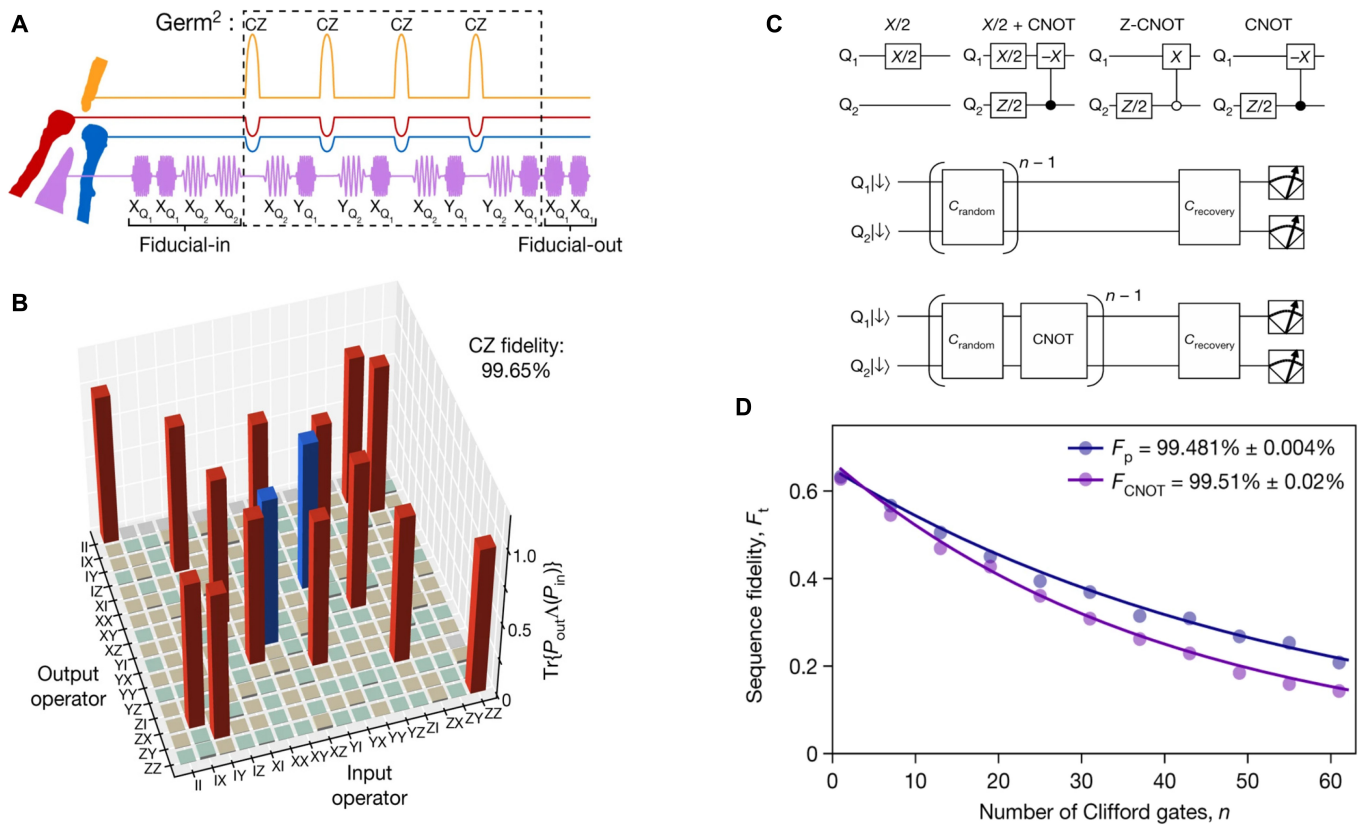 A
Germ² :
CZ CZ CZ CZ
X_Q₁ X_Q₁ X_Q₂ X_Q₂ X_Q₂ Y_Q₁ Y_Q₂ X_Q₁ X_Q₂ Y_Q₁ Y_Q₂ X_Q₁ X_Q₁ X_Q₁
Fiducial-in Fiducial-out
B
CZ fidelity:
99.65%
1.0
0.5
0
Tr{P_out Λ(P_in)}
II
IX
IY
IZ
XI
XX
XY
XZ
YI
YX
YY
YZ
ZI
ZX
ZY
ZZ
Output
operator
II IX IY IZ XI XX XY XZ YI YX YY YZ ZI ZX ZY ZZ
Input
operator
C
X/2 X/2 + CNOT Z-CNOT CNOT
Q₁ X/2 Q₁ X/2 –X Q₁ X Q₁ –X
Q₂ Q₂ Z/2 Q₂ Z/2 Q₂ Z/2
n – 1
Q₁|↓⟩
C_random C_recovery
Q₂|↓⟩
n – 1
Q₁|↓⟩
C_random CNOT C_recovery
Q₂|↓⟩
D
F_p = 99.481% ± 0.004%
F_CNOT = 99.51% ± 0.02%
Sequence fidelity, F_t
0.6
0.4
0.2
0
0 10 20 30 40 50 60
Number of Clifford gates, n